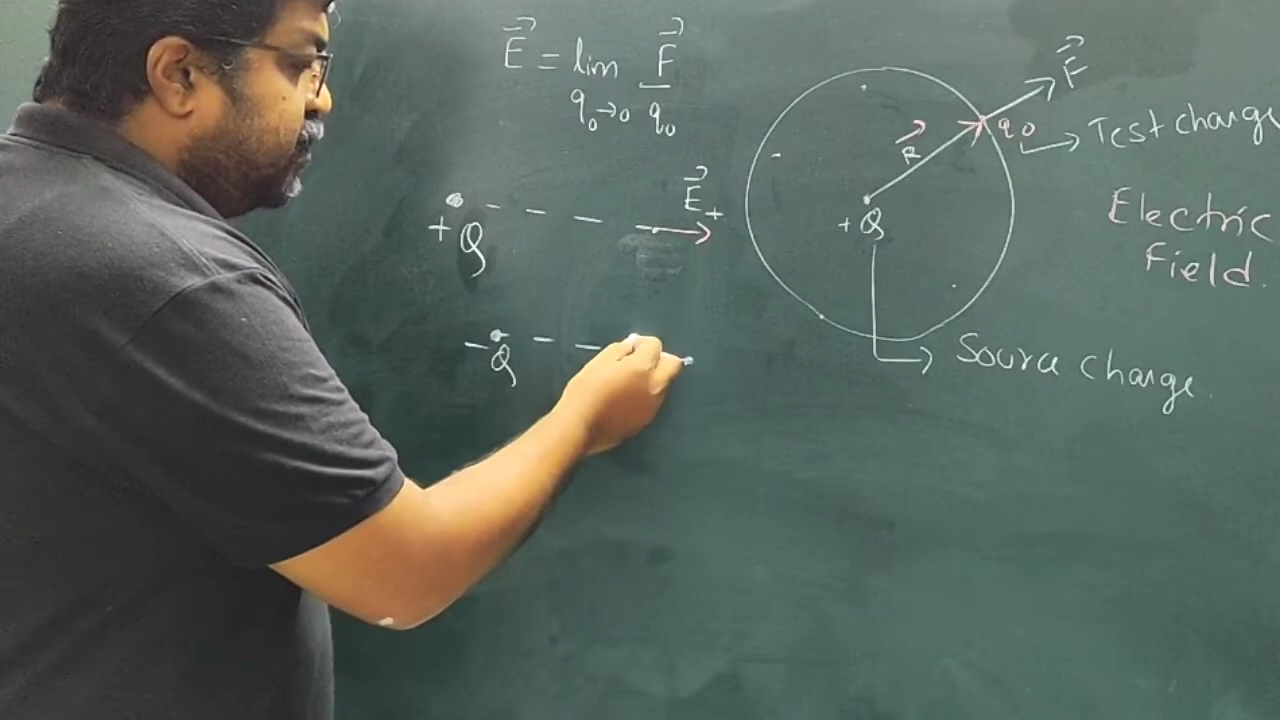 E⃗ = lim F⃗
q₀→0 q₀
+Q E⃗₊
-Q
R⃗
F⃗
q₀ → Test charge
+Q
Electric
Field.
Source charge.